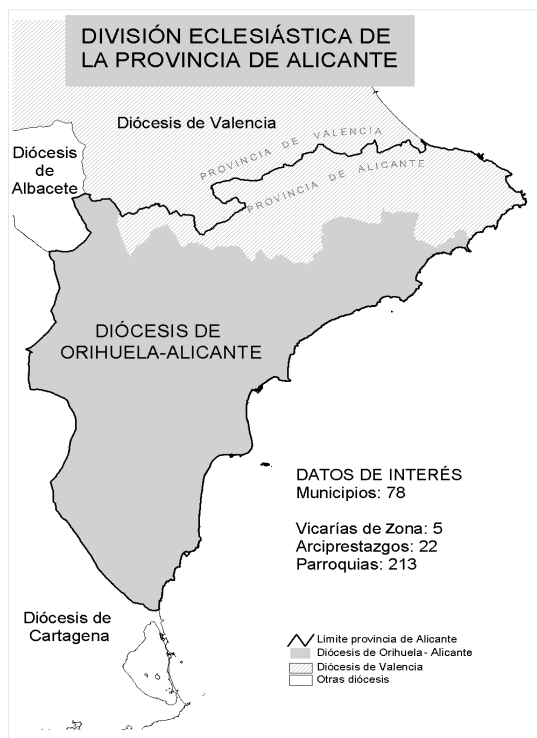 DIVISIÓN ECLESIÁSTICA DE
LA PROVINCIA DE ALICANTE
Diócesis de Valencia
Diócesis
de
Albacete
PROVINCIA DE VALENCIA
PROVINCIA DE ALICANTE
DIÓCESIS DE
ORIHUELA-ALICANTE
DATOS DE INTERÉS
Municipios: 78
Vicarías de Zona: 5
Arciprestazgos: 22
Parroquias: 213
Diócesis de
Cartagena
Límite provincia de Alicante
Diócesis de Orihuela - Alicante
Diócesis de Valencia
Otras diócesis